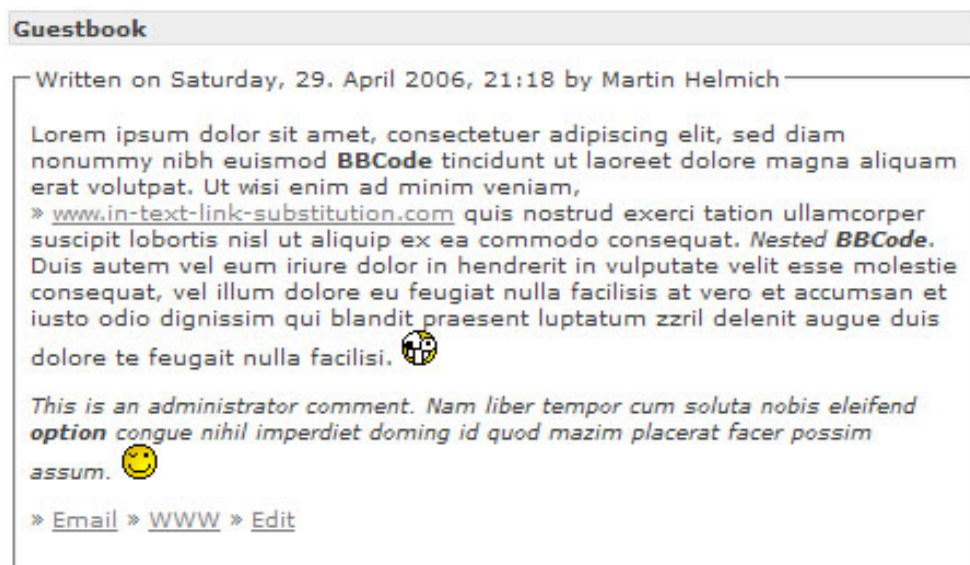 Guestbook
Written on Saturday, 29. April 2006, 21:18 by Martin Helmich
Lorem ipsum dolor sit amet, consectetuer adipiscing elit, sed diam
nonummy nibh euismod BBCode tincidunt ut laoreet dolore magna aliquam
erat volutpat. Ut wisi enim ad minim veniam,
» www.in-text-link-substitution.com quis nostrud exerci tation ullamcorper
suscipit lobortis nisl ut aliquip ex ea commodo consequat. Nested BBCode.
Duis autem vel eum iriure dolor in hendrerit in vulputate velit esse molestie
consequat, vel illum dolore eu feugiat nulla facilisis at vero et accumsan et
iusto odio dignissim qui blandit praesent luptatum zzril delenit augue duis
dolore te feugait nulla facilisi.
This is an administrator comment. Nam liber tempor cum soluta nobis eleifend
option congue nihil imperdiet doming id quod mazim placerat facer possim
assum.
» Email » WWW » Edit